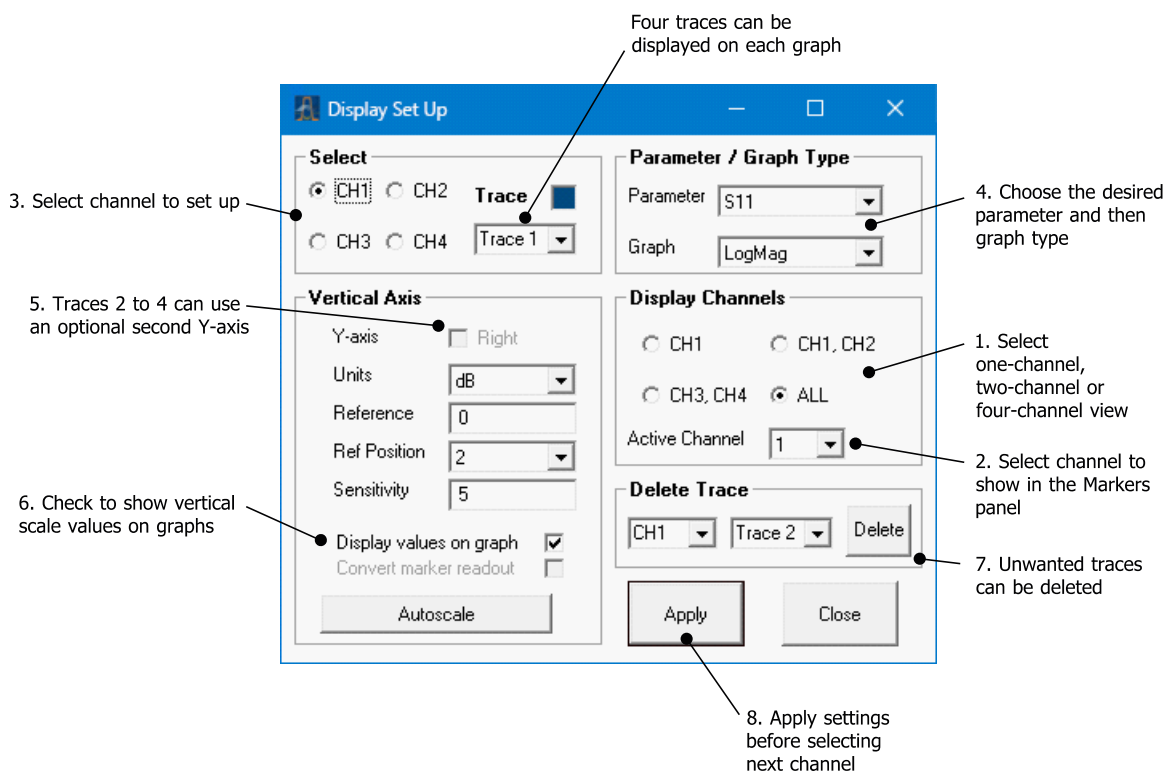 Four traces can be
displayed on each graph
Display Set Up
Select
CH1 CH2
Trace
CH3 CH4
Trace 1
Parameter / Graph Type
Parameter S11
Graph LogMag
3. Select channel to set up
4. Choose the desired
parameter and then
graph type
Vertical Axis
Y-axis Right
Units dB
Reference 0
Ref Position 2
Sensitivity 5
Display values on graph
Convert marker readout
Autoscale
5. Traces 2 to 4 can use
an optional second Y-axis
6. Check to show vertical
scale values on graphs
Display Channels
CH1 CH1, CH2
CH3, CH4 ALL
Active Channel 1
1. Select
one-channel,
two-channel or
four-channel view
2. Select channel to
show in the Markers
panel
Delete Trace
CH1 Trace 2 Delete
7. Unwanted traces
can be deleted
Apply Close
8. Apply settings
before selecting
next channel